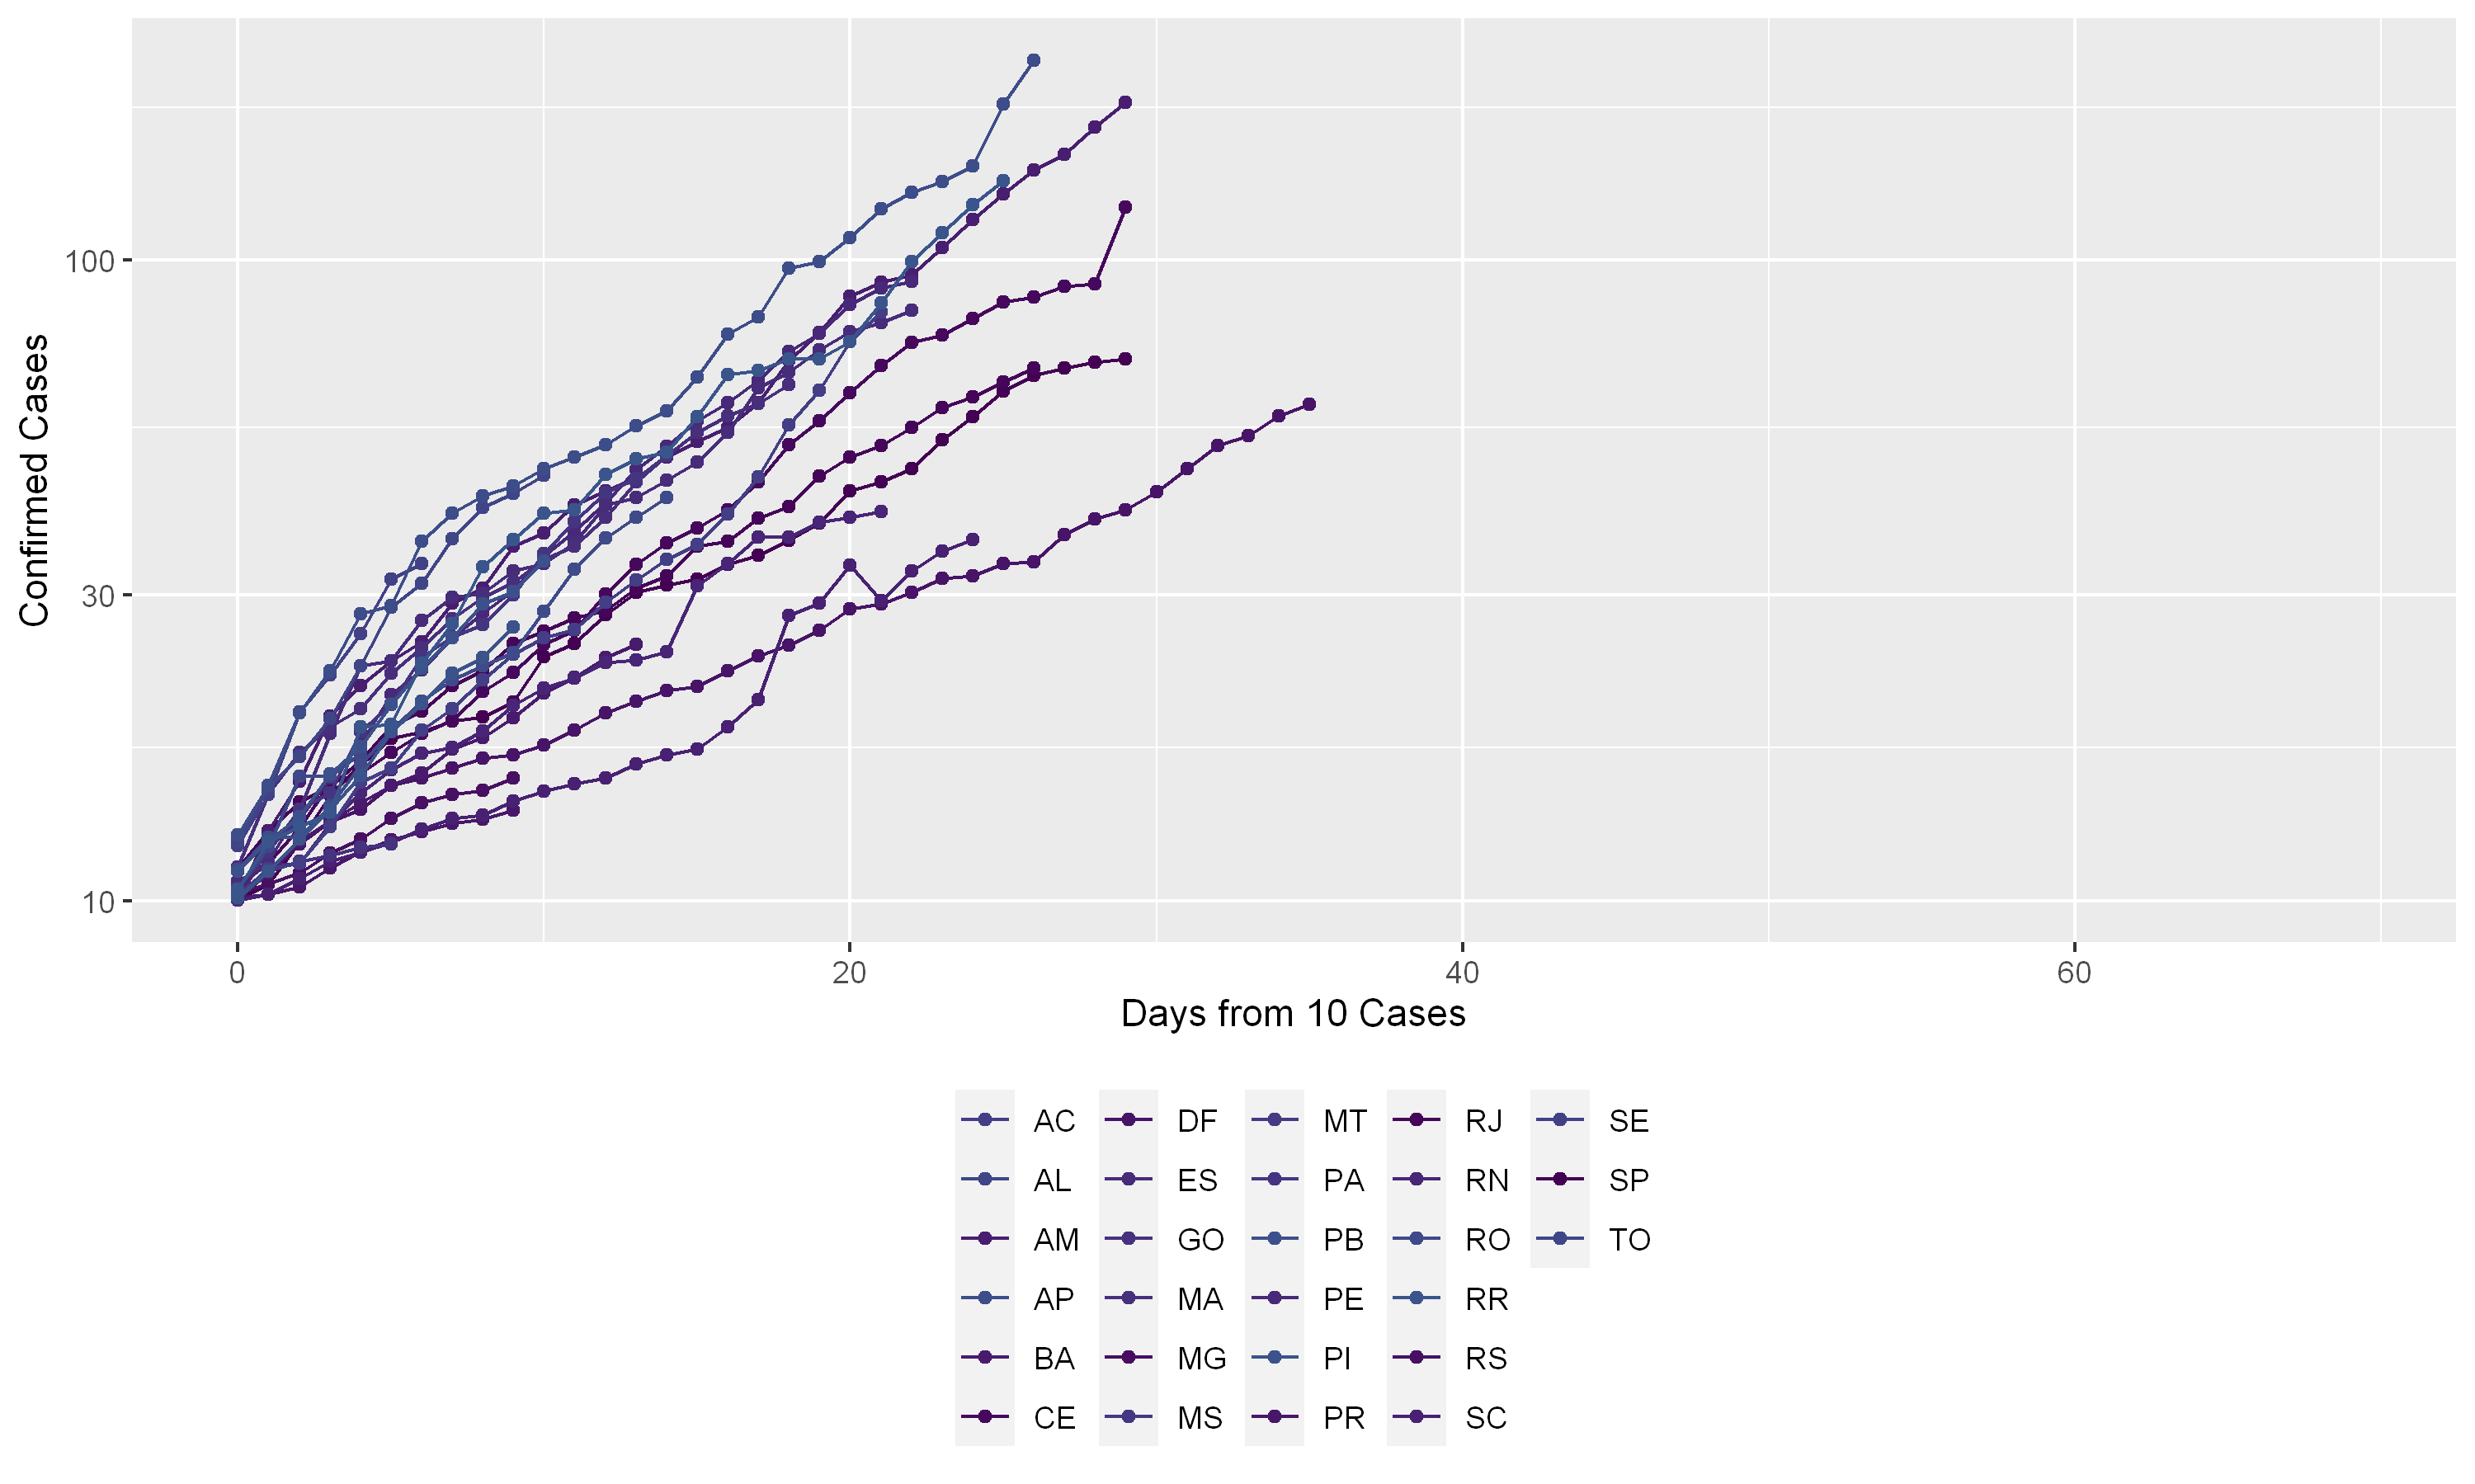 Confirmed Cases
100
30
10
0 20 40 60
Days from 10 Cases
AC DF MT RJ SE
AL ES PA RN SP
AM GO PB RO TO
AP MA PE RR
BA MG PI RS
CE MS PR SC